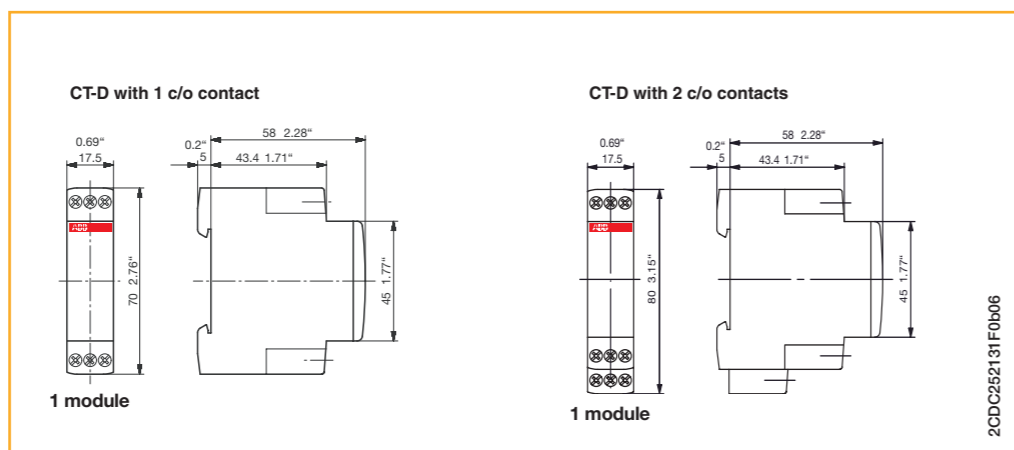 CT-D with 1 c/o contact
0.69“
17.5
0.2“
5
58 2.28“
43.4 1.71“
ABB
70 2.76“
45 1.77“
1 module
CT-D with 2 c/o contacts
0.69“
17.5
0.2“
5
58 2.28“
43.4 1.71“
ABB
80 3.15“
45 1.77“
1 module
2CDC252131F0b06